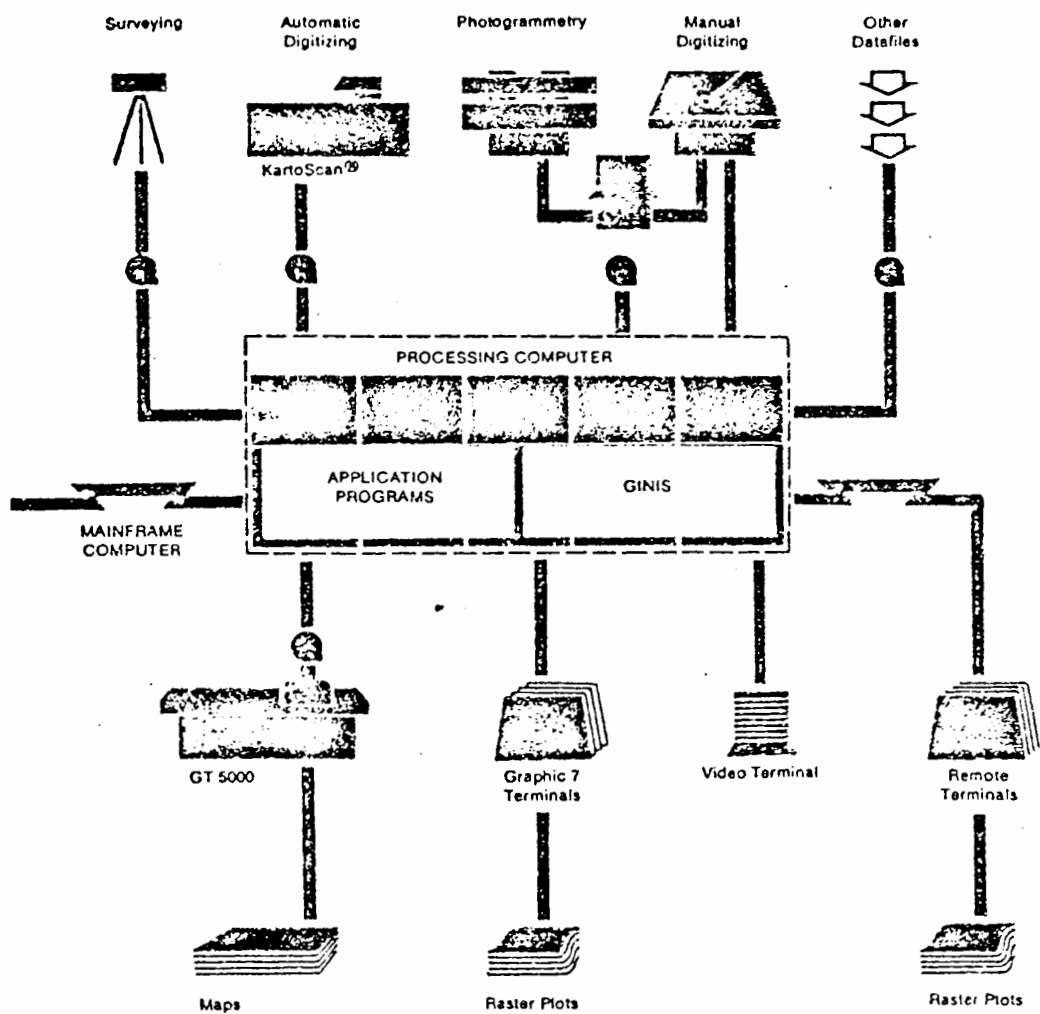 Surveying
Automatic
Digitizing
Photogrammetry
Manual
Digitizing
Other
Datafiles
KartoScan
PROCESSING COMPUTER
APPLICATION
PROGRAMS
GINIS
MAINFRAME
COMPUTER
GT 5000
Graphic 7
Terminals
Video Terminal
Remote
Terminals
Maps
Raster Plots
Raster Plots